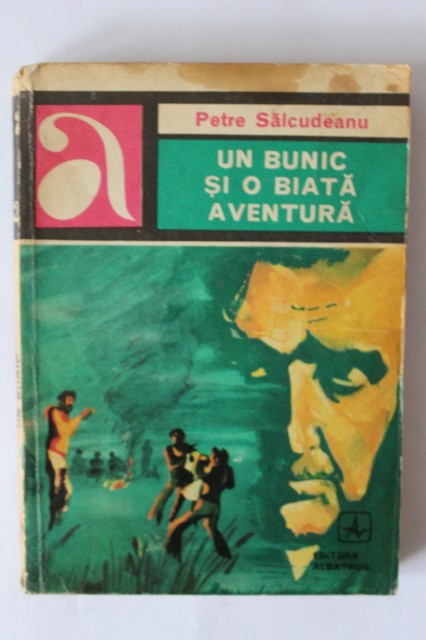 a
Petre Sălcudeanu
UN BUNIC
ȘI O BIATĂ
AVENTURĂ
EDITURA
ALBATROS